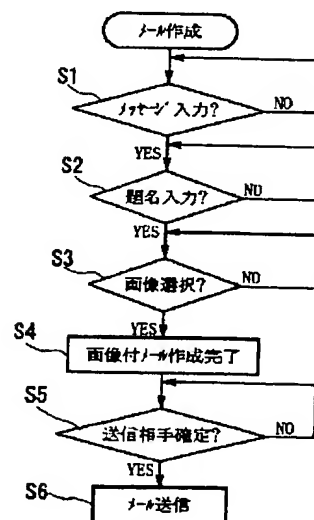 メール作成
S1
メッセージ入力?
NO
YES
S2
題名入力?
NO
YES
S3
画像選択?
NO
YES
S4
画像付メール作成完了
S5
送信相手確定?
NO
YES
S6
メール送信